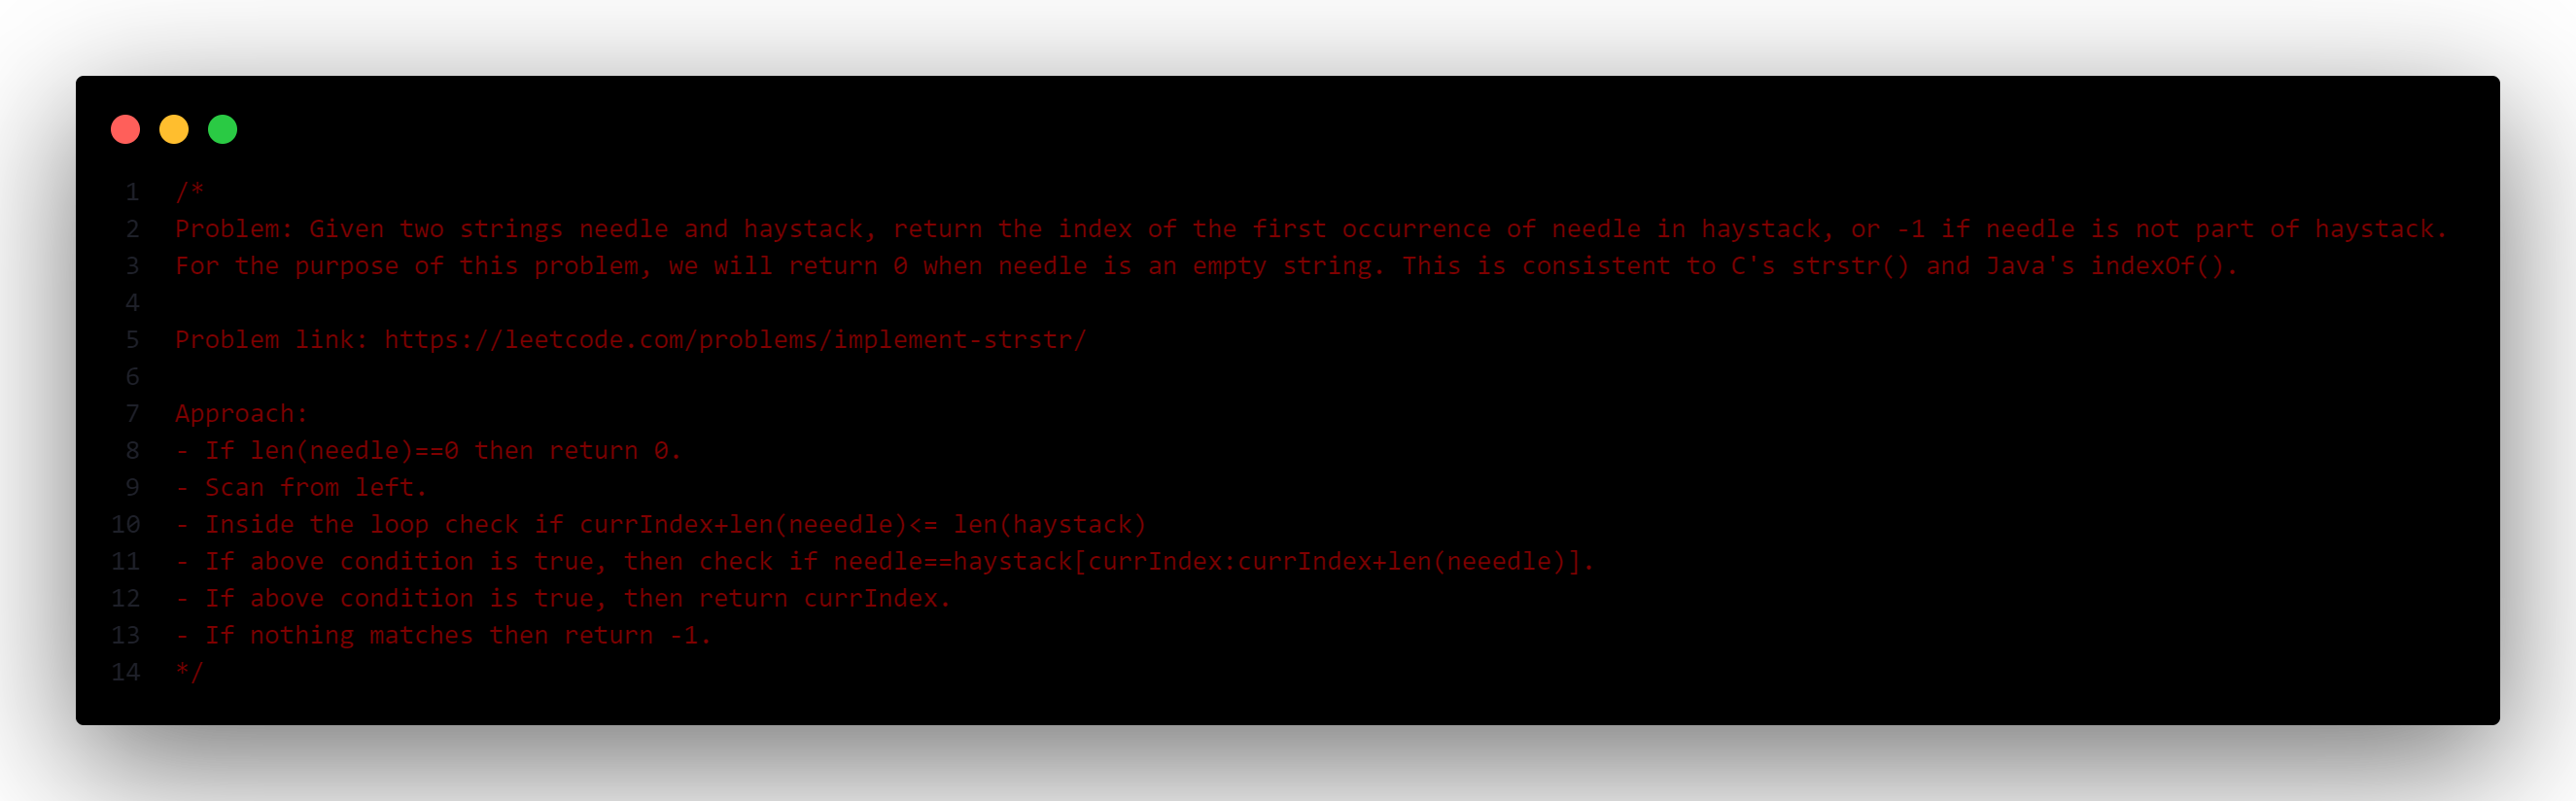 1 /*
2 Problem: Given two strings needle and haystack, return the index of the first occurrence of needle in haystack, or -1 if needle is not part of haystack.
3 For the purpose of this problem, we will return 0 when needle is an empty string. This is consistent to C's strstr() and Java's indexOf().
4
5 Problem link: https://leetcode.com/problems/implement-strstr/
6
7 Approach:
8 - If len(needle)==0 then return 0.
9 - Scan from left.
10 - Inside the loop check if currIndex+len(neeedle)<= len(haystack)
11 - If above condition is true, then check if needle==haystack[currIndex:currIndex+len(neeedle)].
12 - If above condition is true, then return currIndex.
13 - If nothing matches then return -1.
14 */